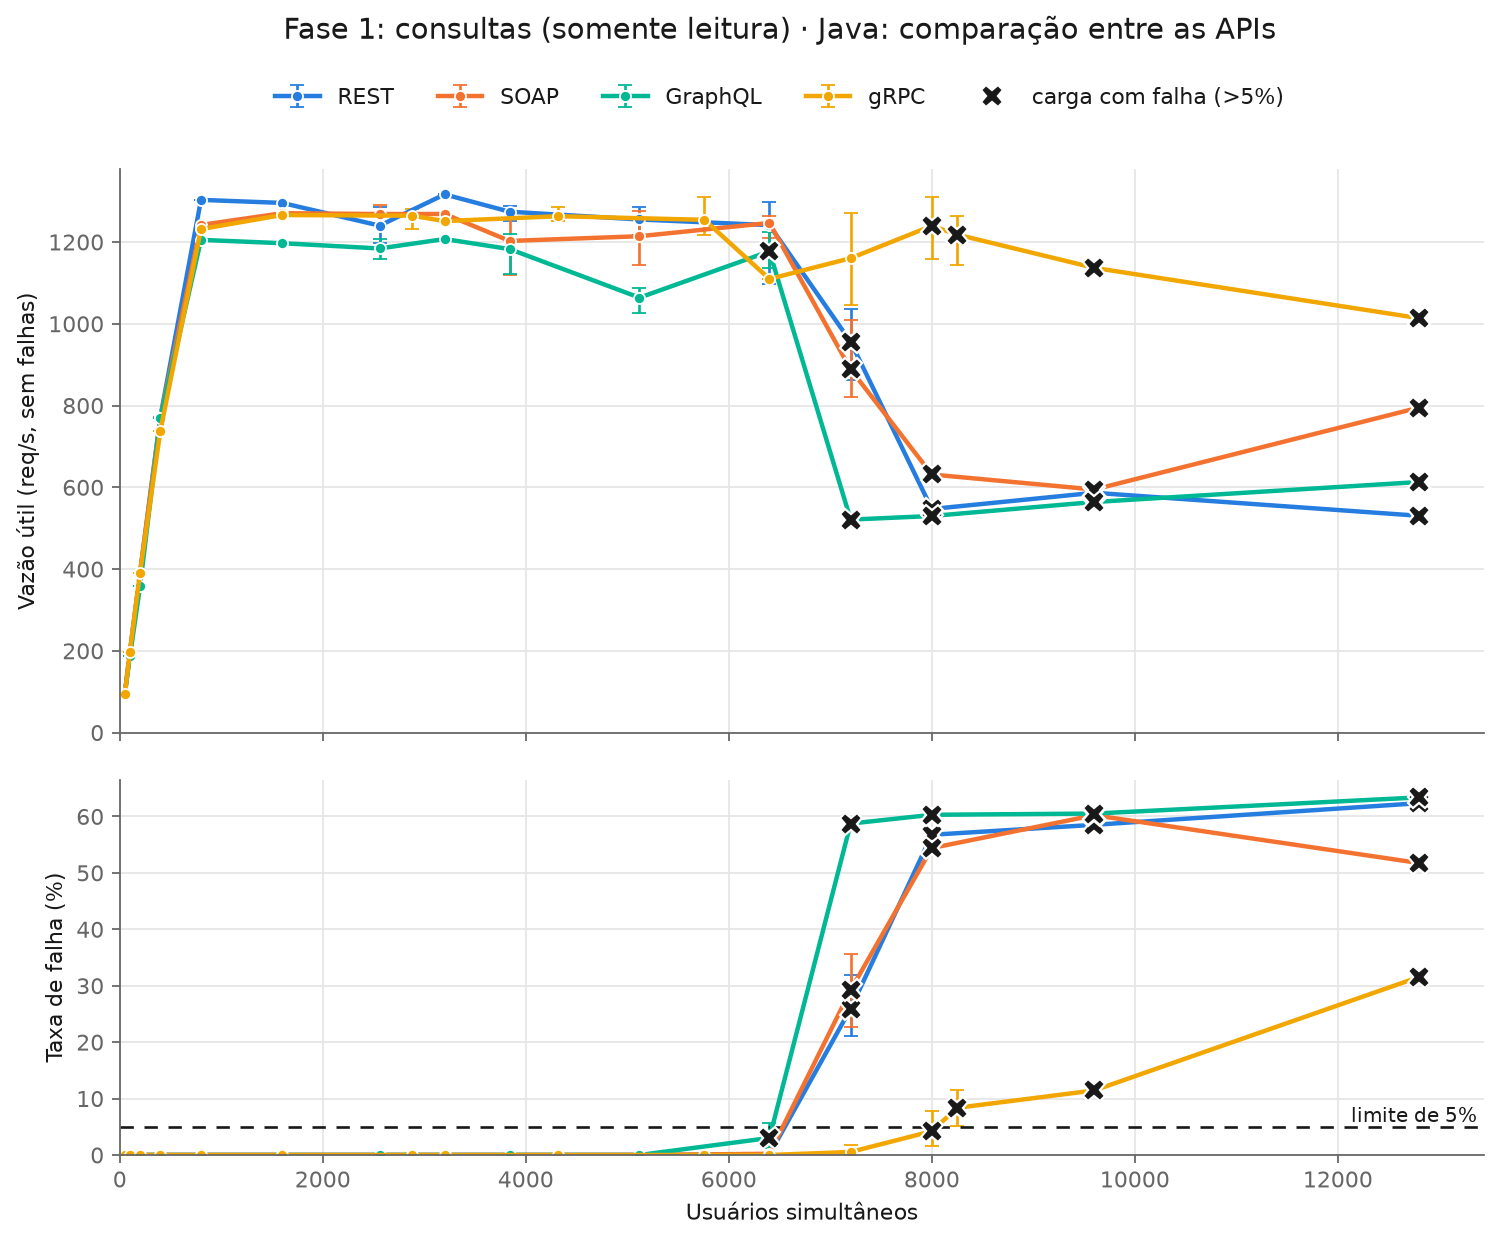 Fase 1: consultas (somente leitura) · Java: comparação entre as APIs
REST SOAP GraphQL gRPC carga com falha (>5%)
Vazão útil (req/s, sem falhas)
1200
1000
800
600
400
200
0
Taxa de falha (%)
60
50
40
30
20
10
0
limite de 5%
0 2000 4000 6000 8000 10000 12000
Usuários simultâneos